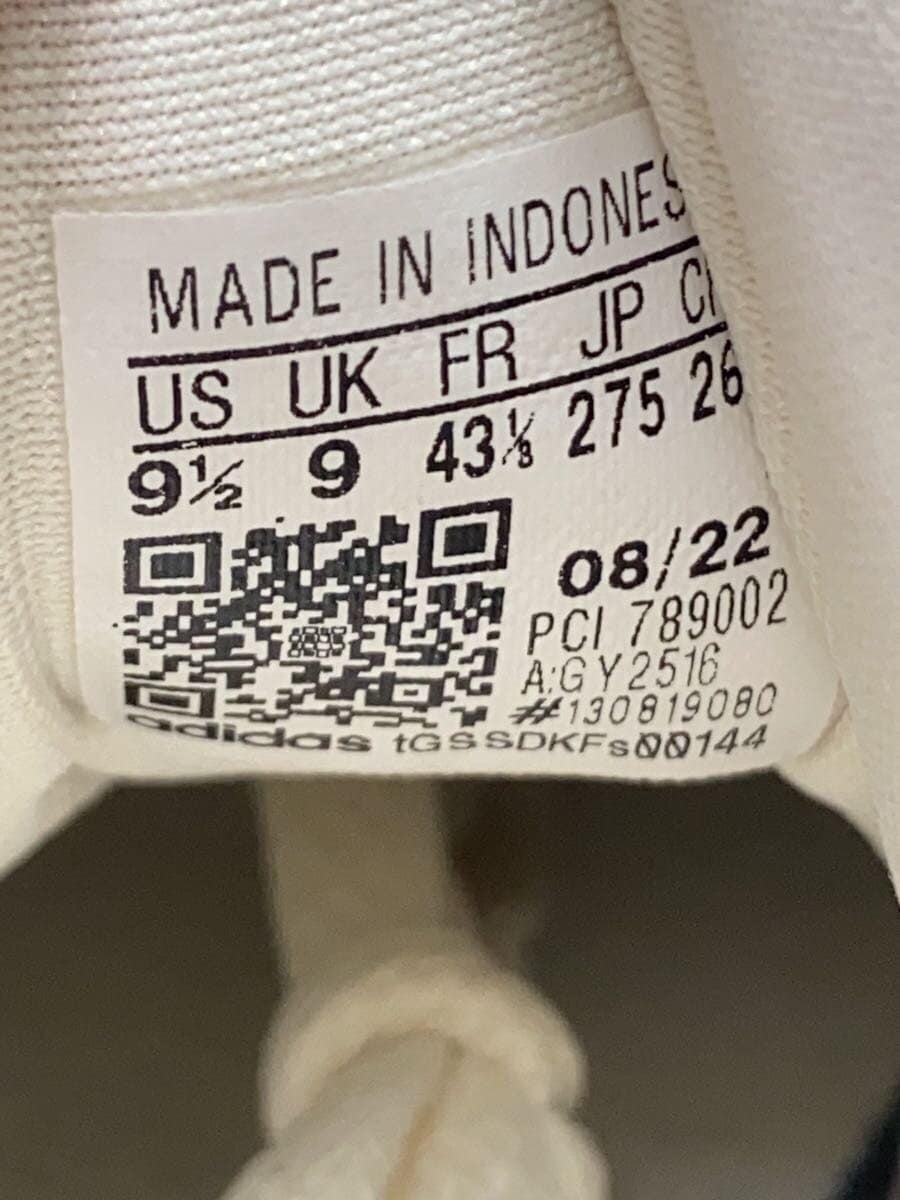 MADE IN INDONES
US UK FR JP C
9½ 9 43⅓ 275 26
08/22
PCI 789002
A:GY2516
#130819080
adidas tGSSDKFs00144